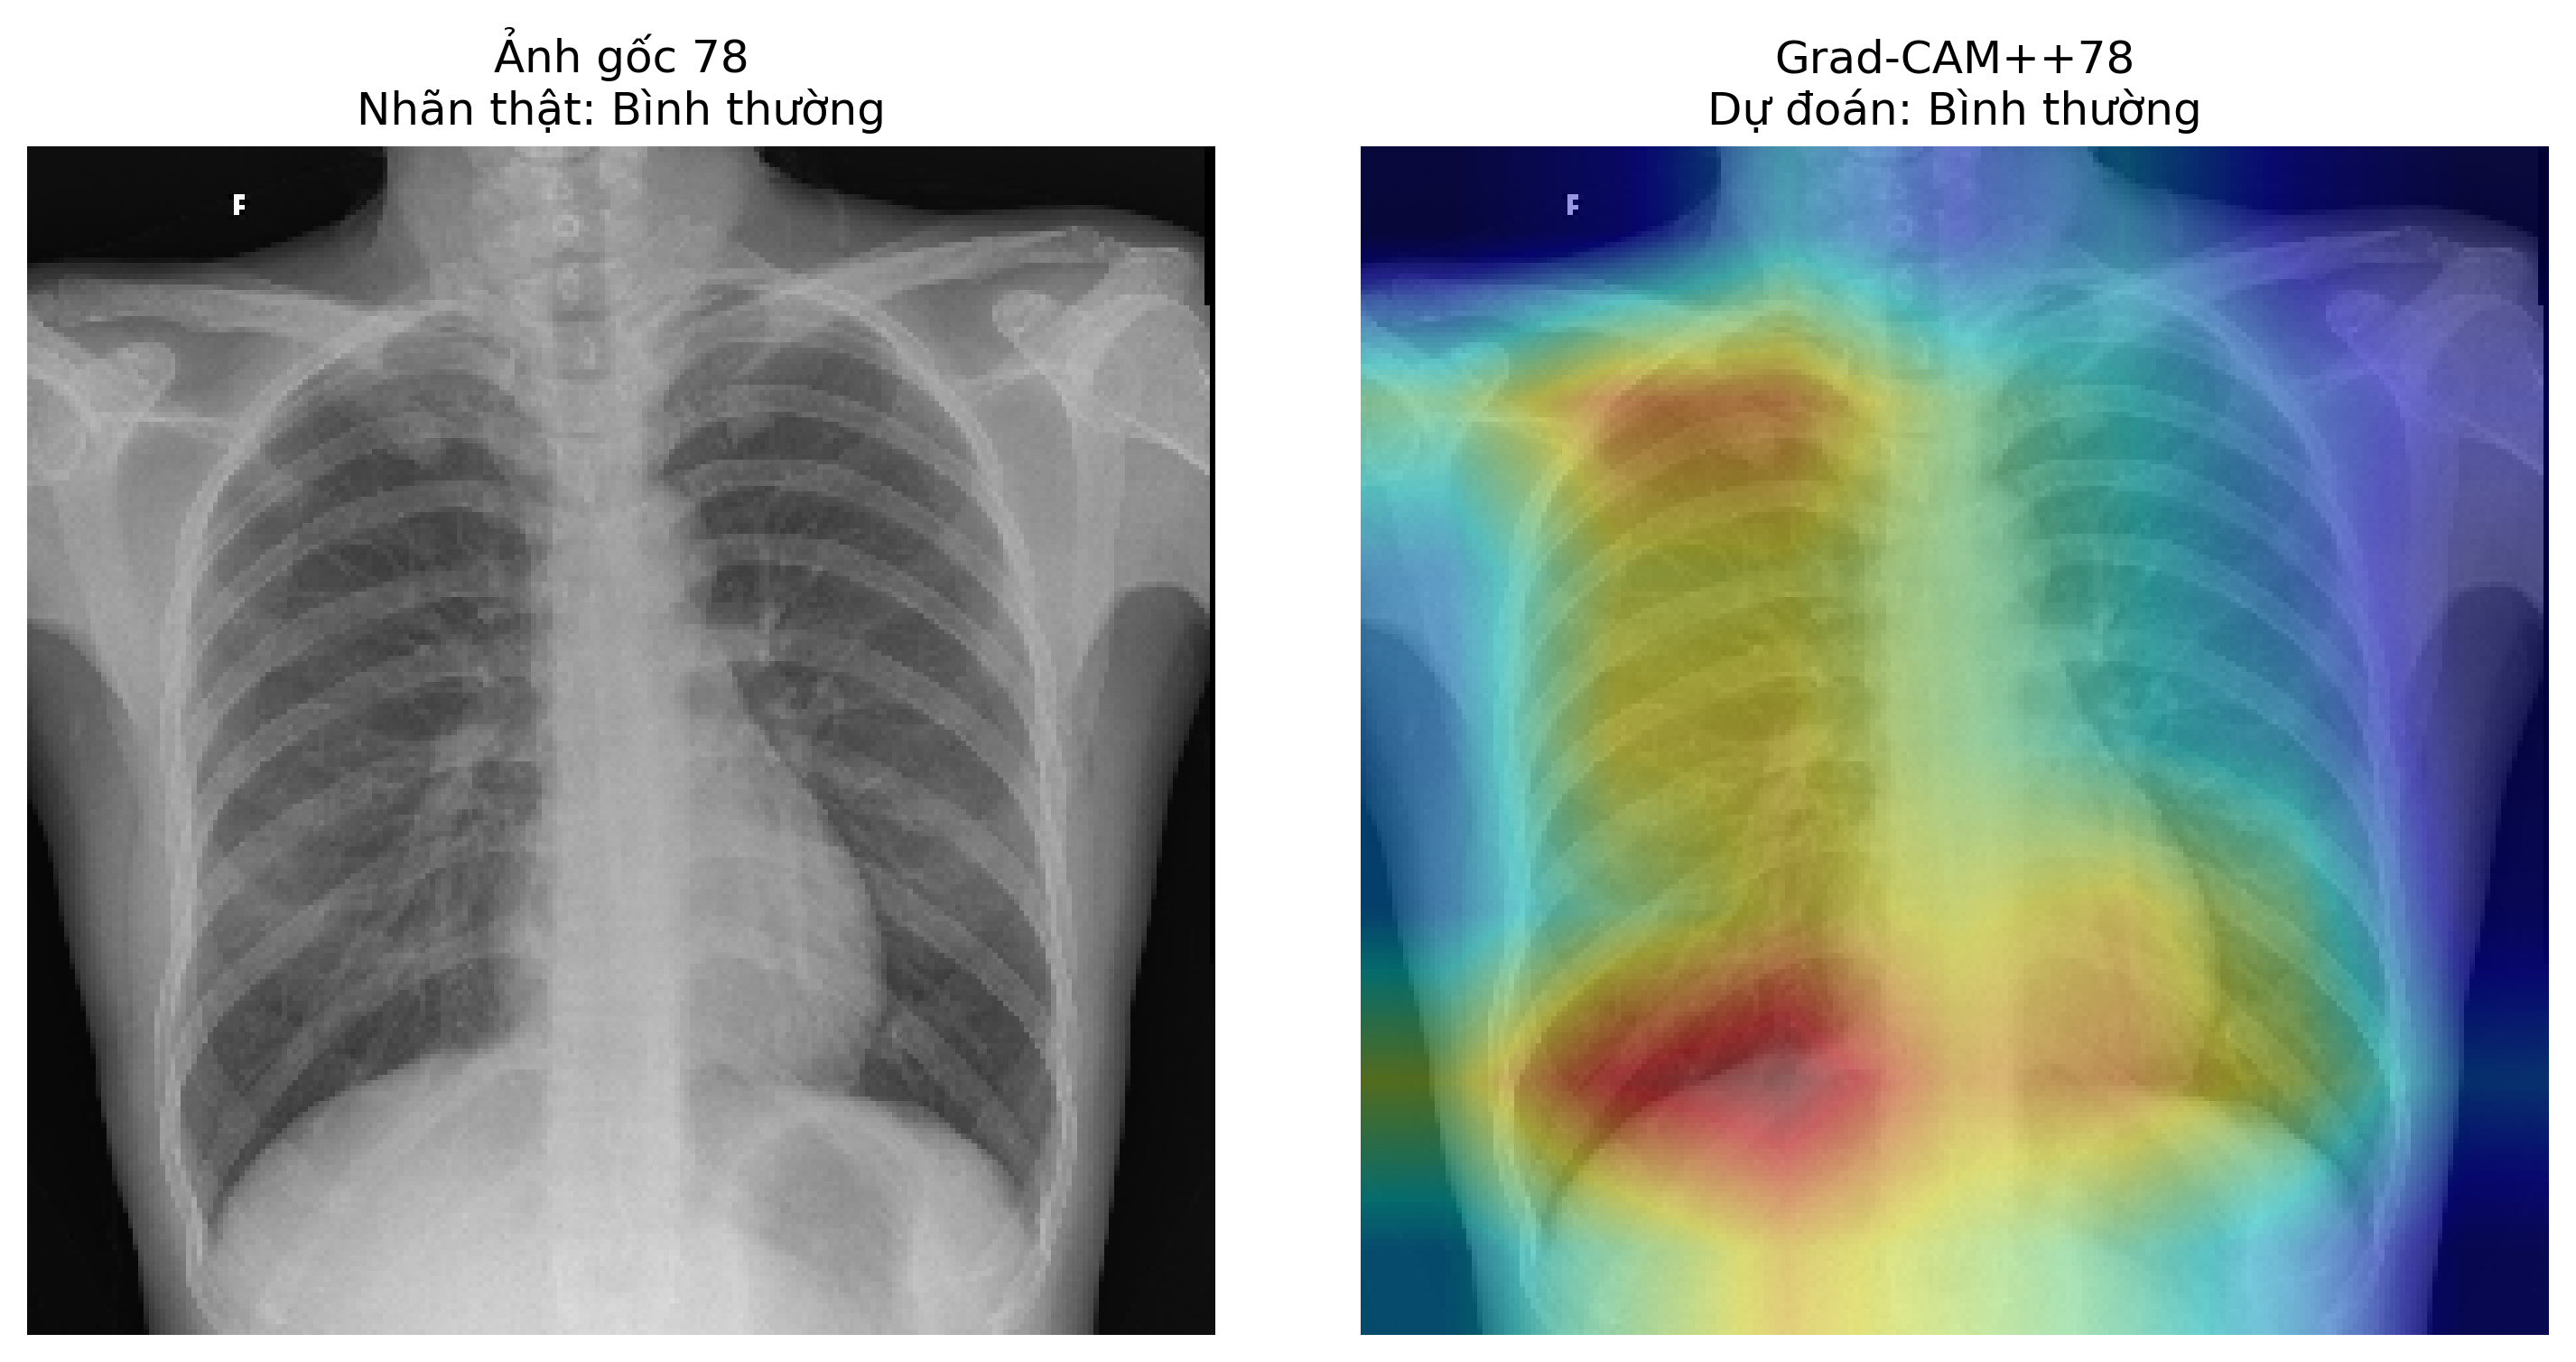 Ảnh gốc 78
Nhãn thật: Bình thường
Grad-CAM++78
Dự đoán: Bình thường
F
F